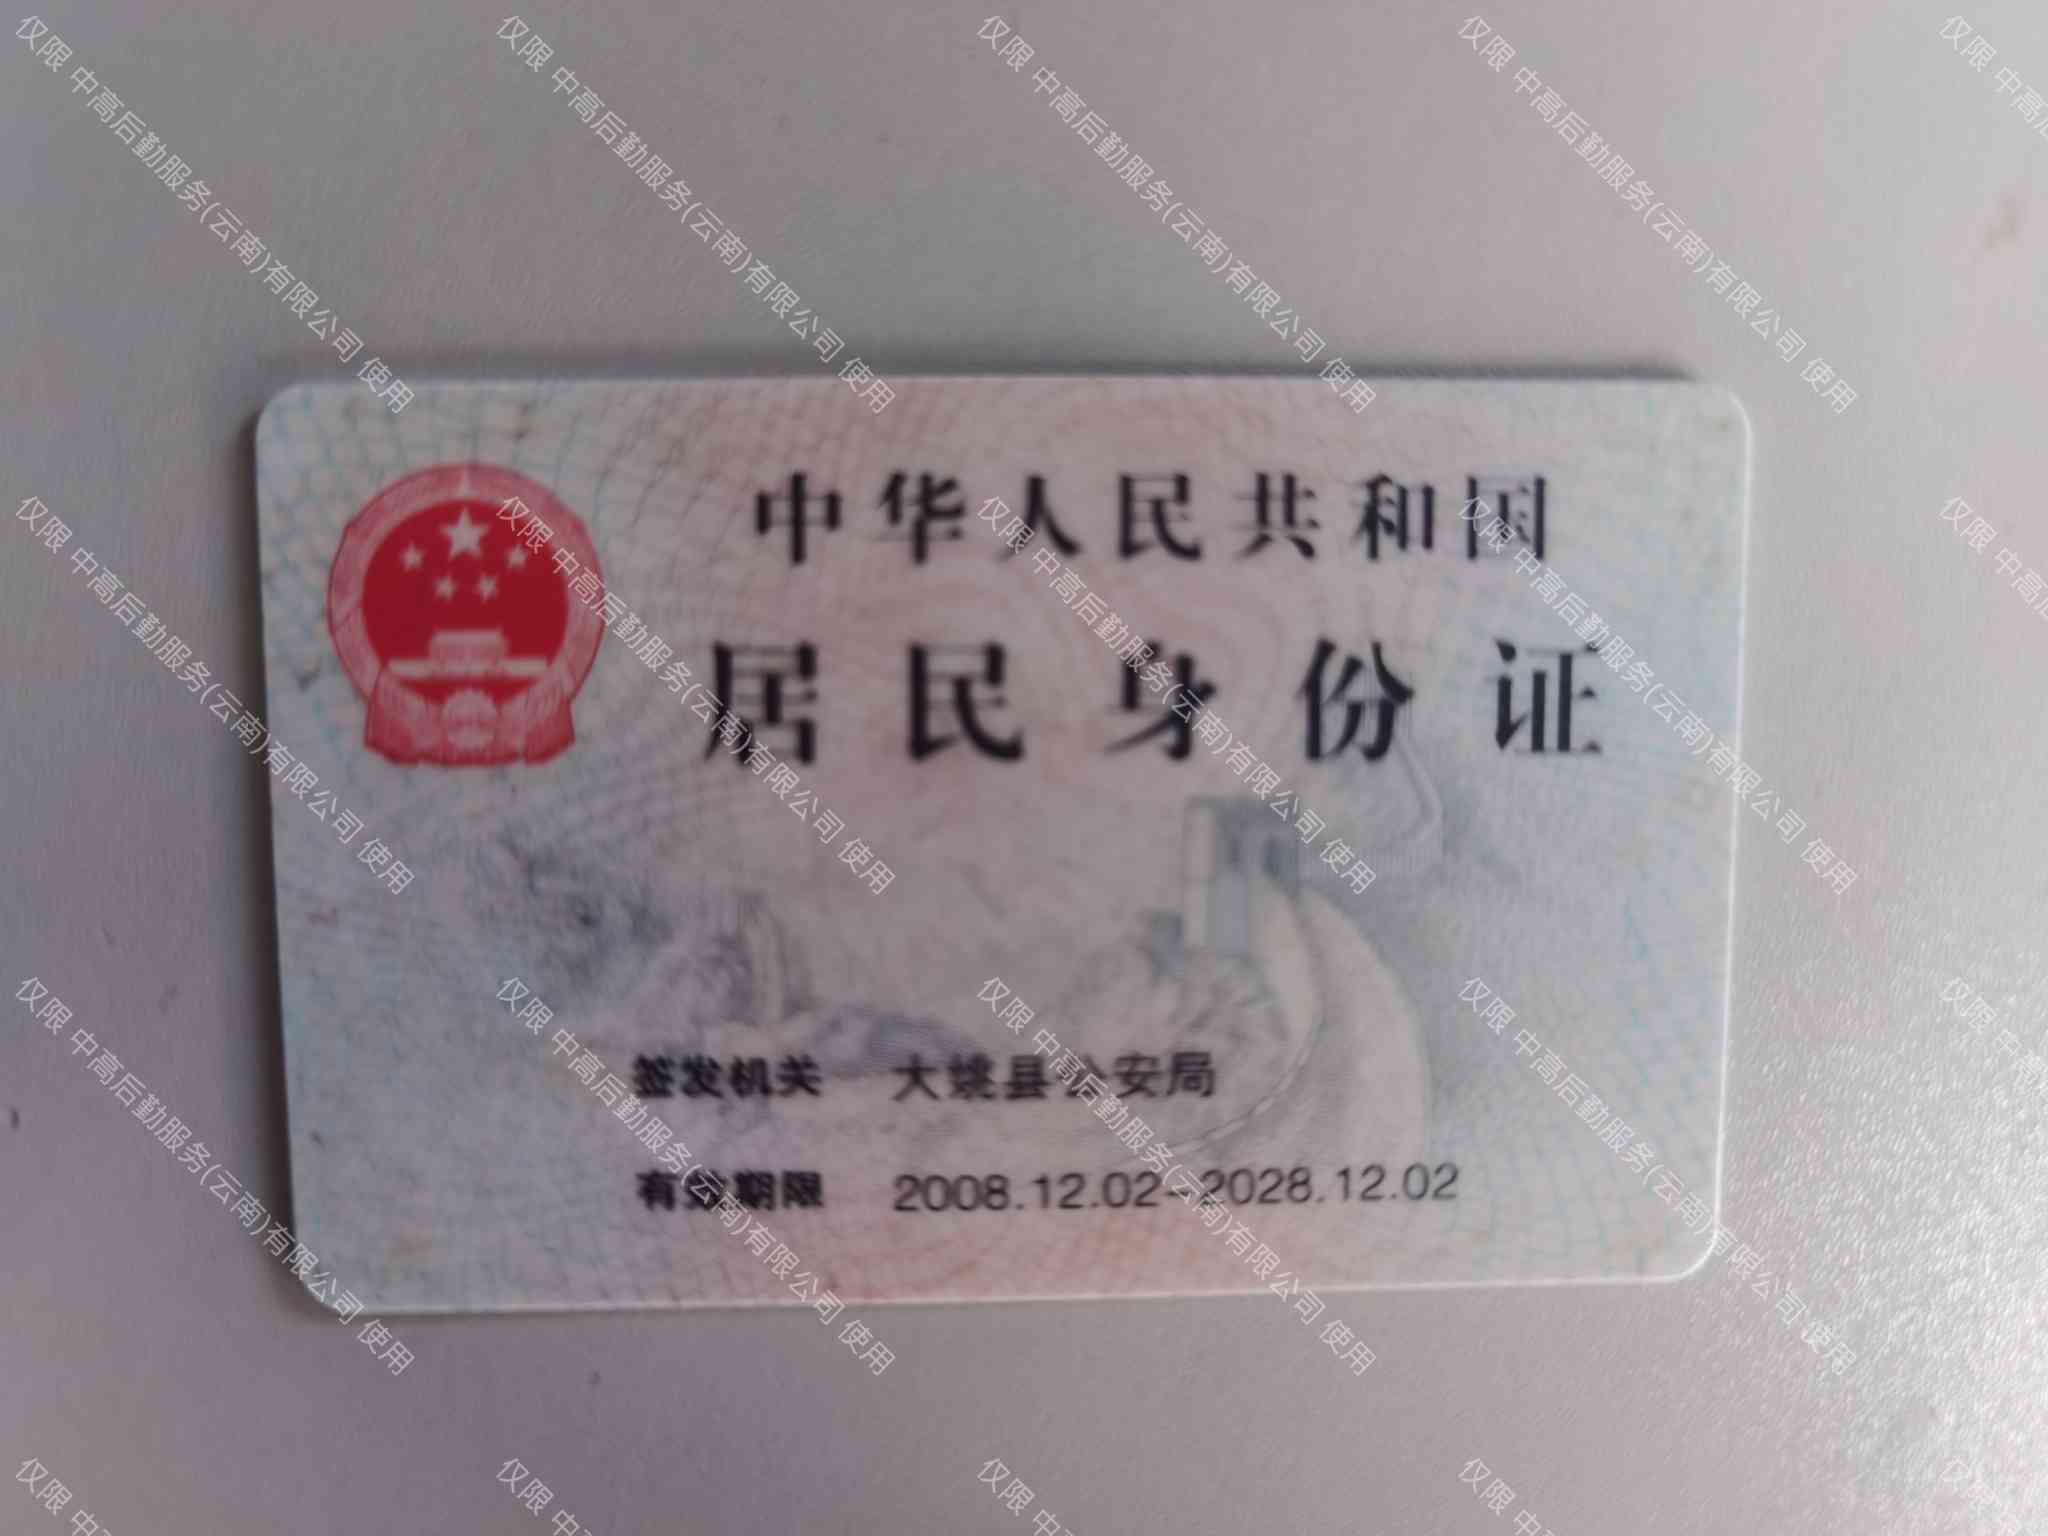 中华人民共和国
居民身份证
签发机关 大姚县公安局
有效期限 2008.12.02-2028.12.02
仅限 中高后勤服务(云南)有限公司 使用